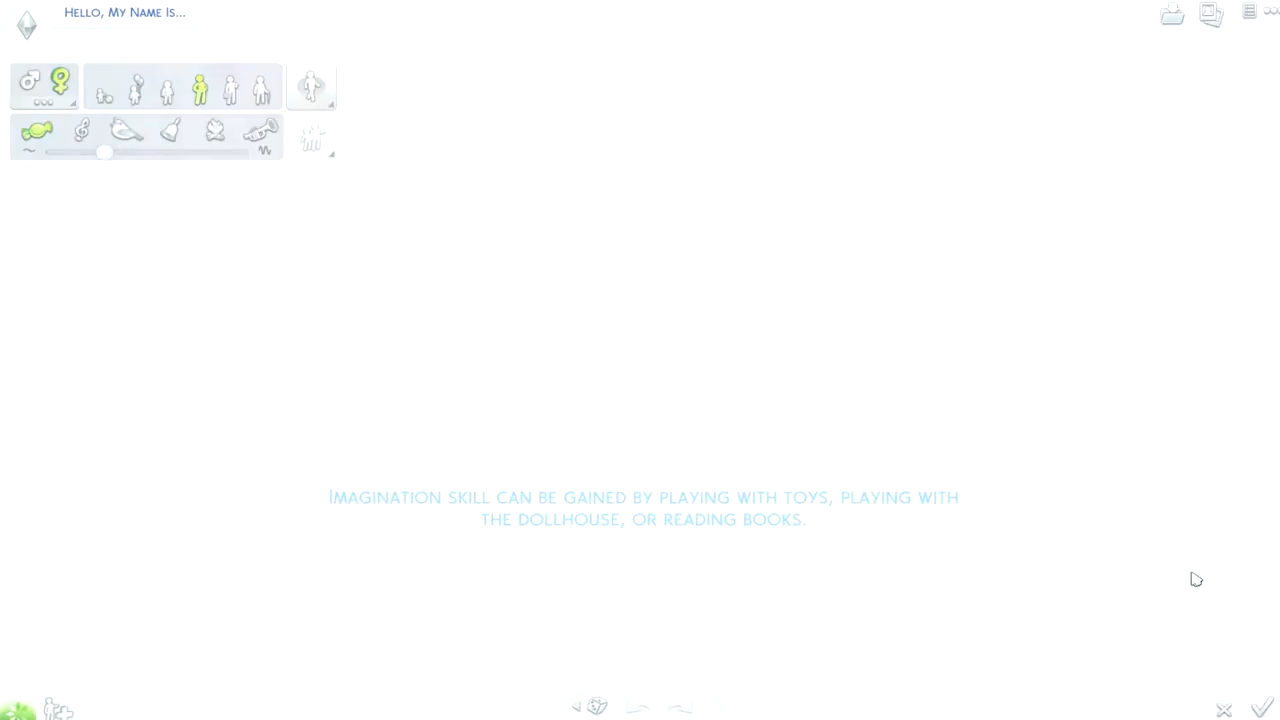 Hello, My Name Is...
Imagination skill can be gained by playing with toys, playing with
the dollhouse, or reading books.